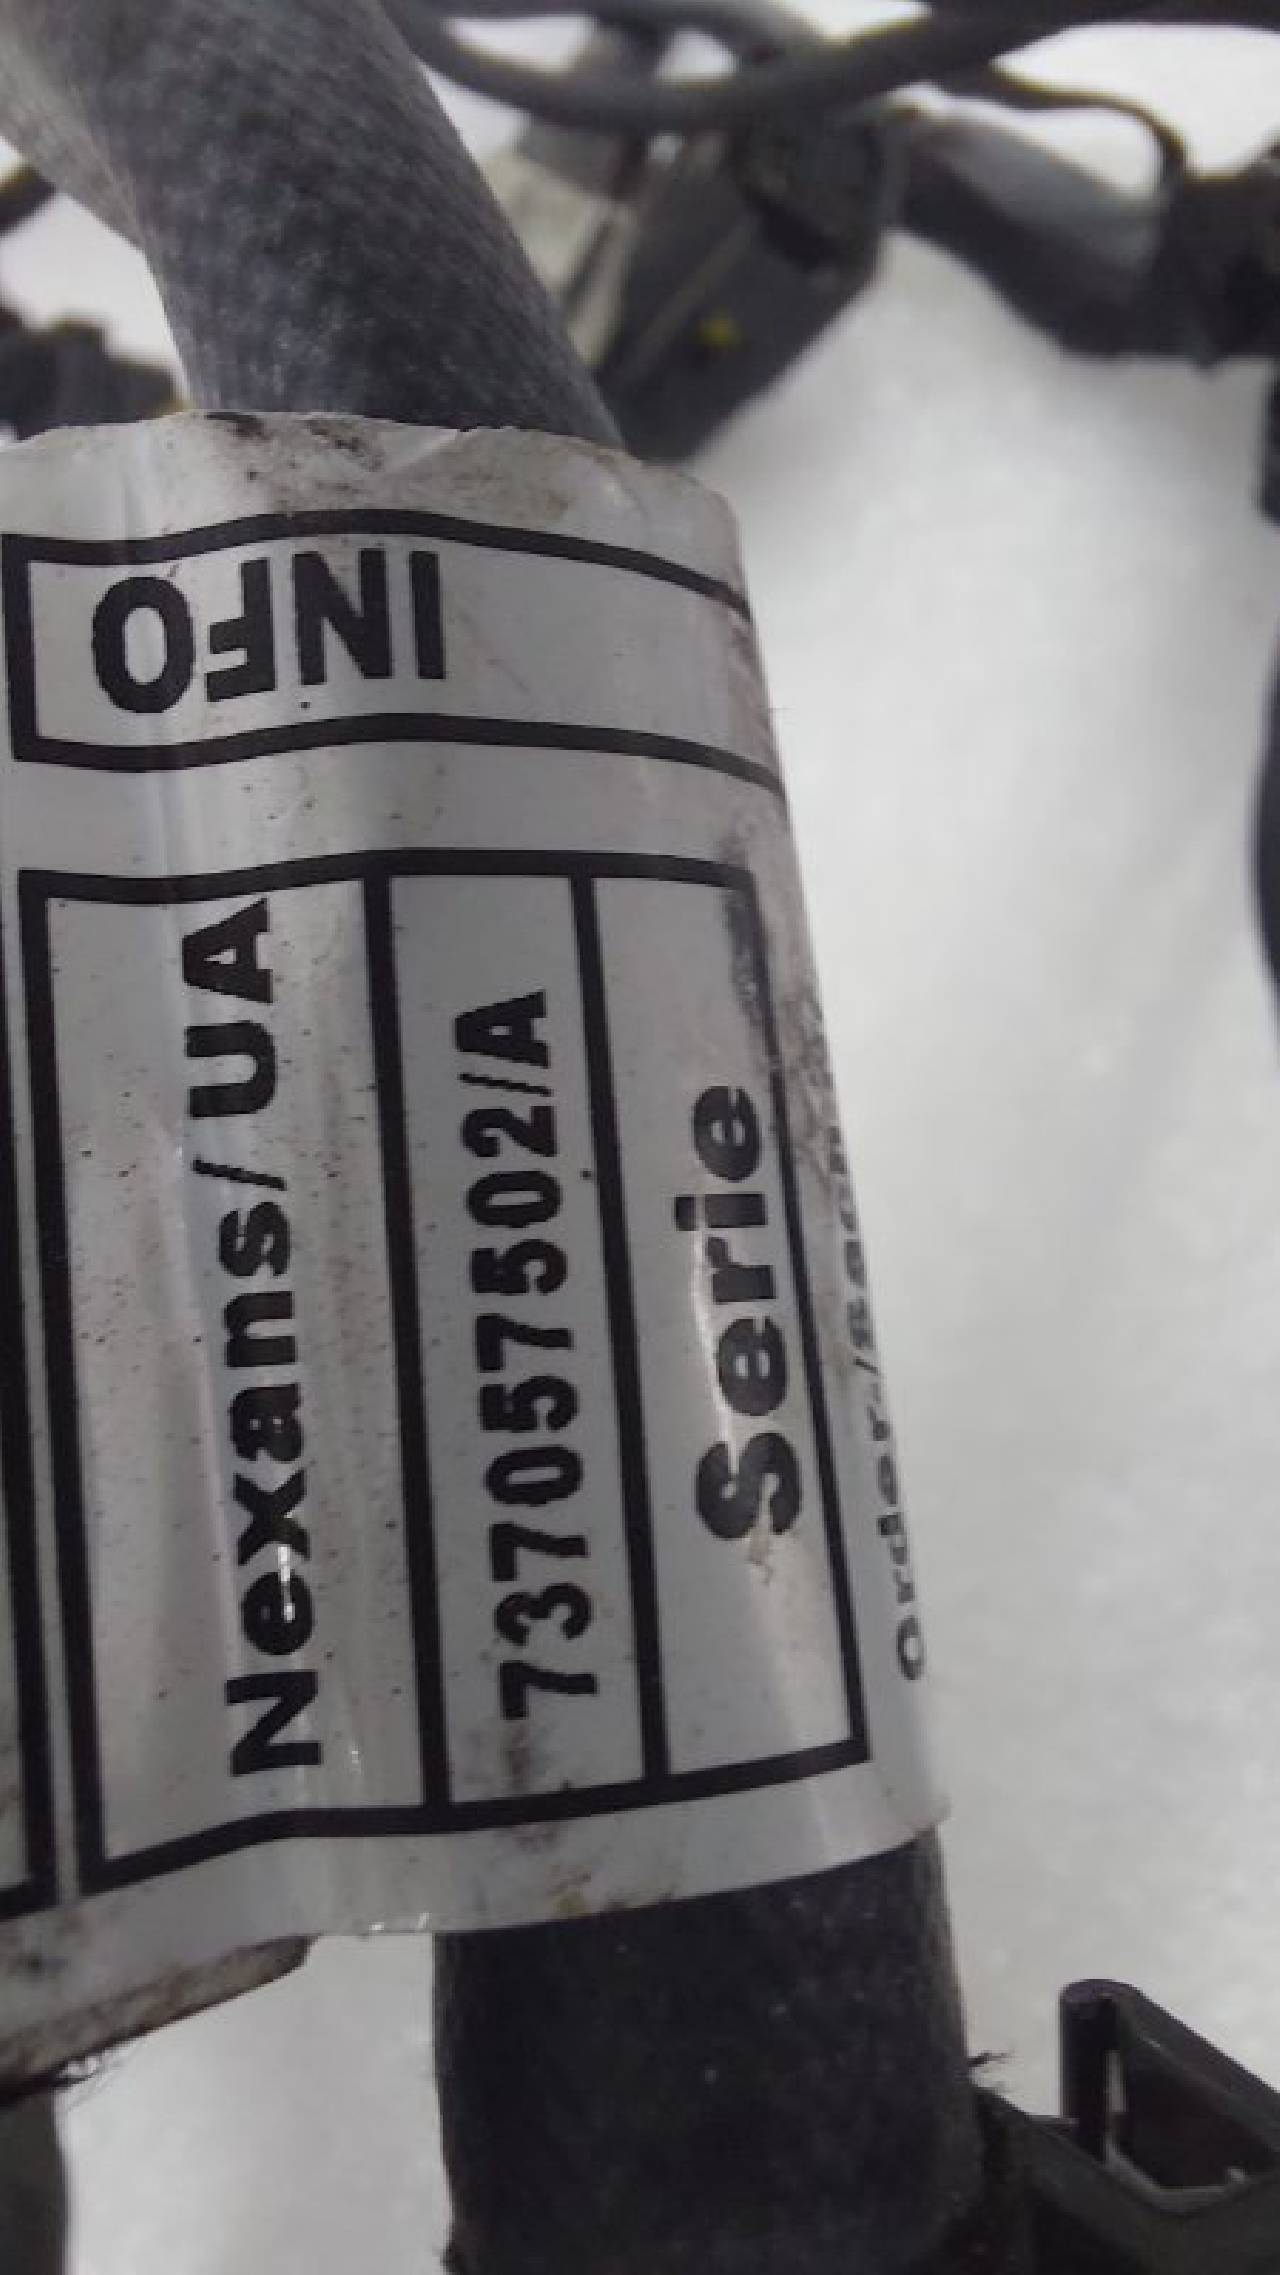 INFO
Nexans/ UA
737057502/A
Serie